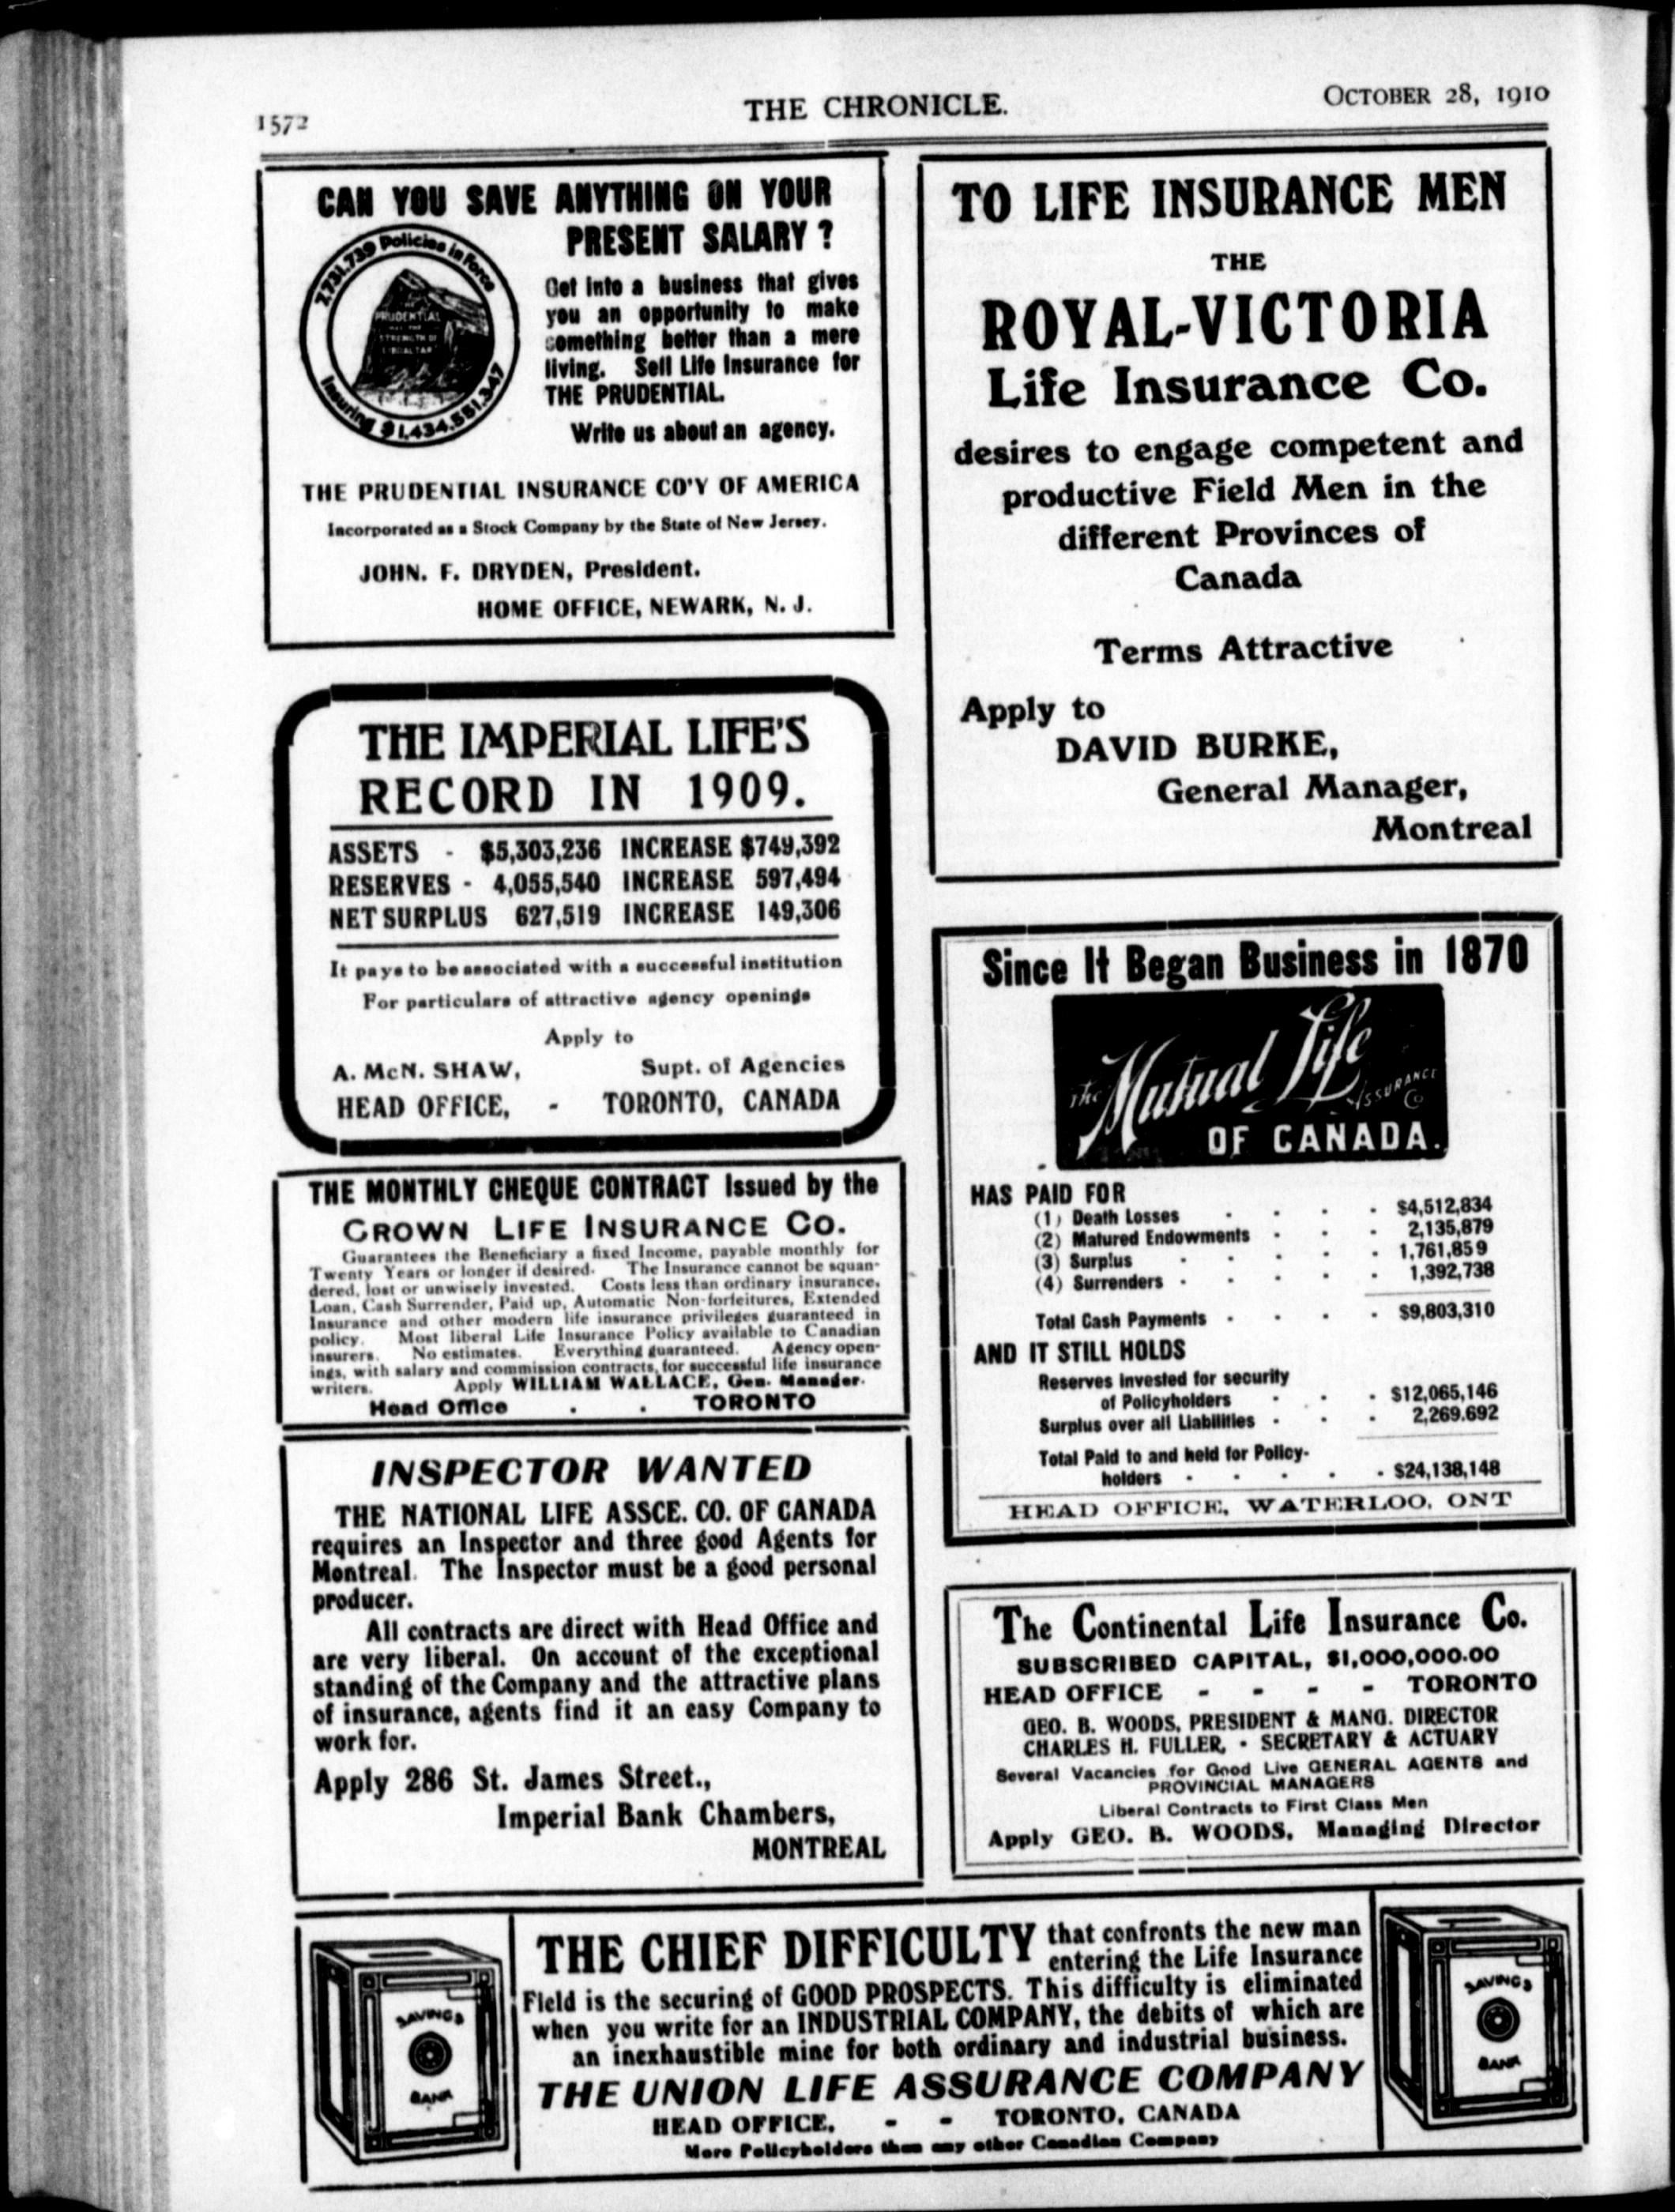 1572
THE CHRONICLE.
OCTOBER 28, 1910
CAN YOU SAVE ANYTHING ON YOUR
PRESENT SALARY ?
7,731,739 Policies in Force
PRUDENTIAL
HAS THE
STRENGTH OF
GIBRALTAR
Insuring $1,434,551,347
Get into a business that gives
you an opportunity to make
something better than a mere
living. Sell Life Insurance for
THE PRUDENTIAL.
Write us about an agency.
THE PRUDENTIAL INSURANCE CO'Y OF AMERICA
Incorporated as a Stock Company by the State of New Jersey.
JOHN. F. DRYDEN, President.
HOME OFFICE, NEWARK, N. J.
THE IMPERIAL LIFE'S
RECORD IN 1909.
ASSETS - $5,303,236 INCREASE $749,392
RESERVES - 4,055,540 INCREASE 597,494
NET SURPLUS 627,519 INCREASE 149,306
It pays to be associated with a successful institution
For particulars of attractive agency openings
Apply to
A. McN. SHAW, Supt. of Agencies
HEAD OFFICE, - TORONTO, CANADA
THE MONTHLY CHEQUE CONTRACT Issued by the
CROWN LIFE INSURANCE CO.
Guarantees the Beneficiary a fixed Income, payable monthly for
Twenty Years or longer if desired. The Insurance cannot be squan-
dered, lost or unwisely invested. Costs less than ordinary insurance.
Loan, Cash Surrender, Paid up, Automatic Non-forfeitures, Extended
Insurance and other modern life insurance privileges guaranteed in
policy. Most liberal Life Insurance Policy available to Canadian
insurers. No estimates. Everything guaranteed. Agency open-
ings, with salary and commission contracts, for successful life insurance
writers. Apply WILLIAM WALLACE, Gen. Manager.
Head Office . . TORONTO
INSPECTOR WANTED
THE NATIONAL LIFE ASSCE. CO. OF CANADA
requires an Inspector and three good Agents for
Montreal. The Inspector must be a good personal
producer.
All contracts are direct with Head Office and
are very liberal. On account of the exceptional
standing of the Company and the attractive plans
of insurance, agents find it an easy Company to
work for.
Apply 286 St. James Street.,
Imperial Bank Chambers,
MONTREAL
TO LIFE INSURANCE MEN
THE
ROYAL-VICTORIA
Life Insurance Co.
desires to engage competent and
productive Field Men in the
different Provinces of
Canada
Terms Attractive
Apply to
DAVID BURKE,
General Manager,
Montreal
Since It Began Business in 1870
The Mutual Life
ASSURANCE Co
OF CANADA.
HAS PAID FOR
(1) Death Losses - - - - $4,512,834
(2) Matured Endowments - - - 2,135,879
(3) Surplus - - - - - 1,761,859
(4) Surrenders - - - - - 1,392,738
Total Cash Payments - - - - $9,803,310
AND IT STILL HOLDS
Reserves Invested for security
of Policyholders - - - $12,065,146
Surplus over all Liabilities - - - 2,269.692
Total Paid to and held for Policy-
holders - - - - - $24,138,148
HEAD OFFICE, WATERLOO, ONT
The Continental Life Insurance Co.
SUBSCRIBED CAPITAL, $1,000,000.00
HEAD OFFICE - - - - TORONTO
GEO. B. WOODS, PRESIDENT & MANG. DIRECTOR
CHARLES H. FULLER, - SECRETARY & ACTUARY
Several Vacancies for Good Live GENERAL AGENTS and
PROVINCIAL MANAGERS
Liberal Contracts to First Class Men
Apply GEO. B. WOODS, Managing Director
SAVINGS
BANK
THE CHIEF DIFFICULTY that confronts the new man
entering the Life Insurance
Field is the securing of GOOD PROSPECTS. This difficulty is eliminated
when you write for an INDUSTRIAL COMPANY, the debits of which are
an inexhaustible mine for both ordinary and industrial business.
THE UNION LIFE ASSURANCE COMPANY
HEAD OFFICE, - - TORONTO, CANADA
More Policyholders than any other Canadian Company
SAVINGS
BANK